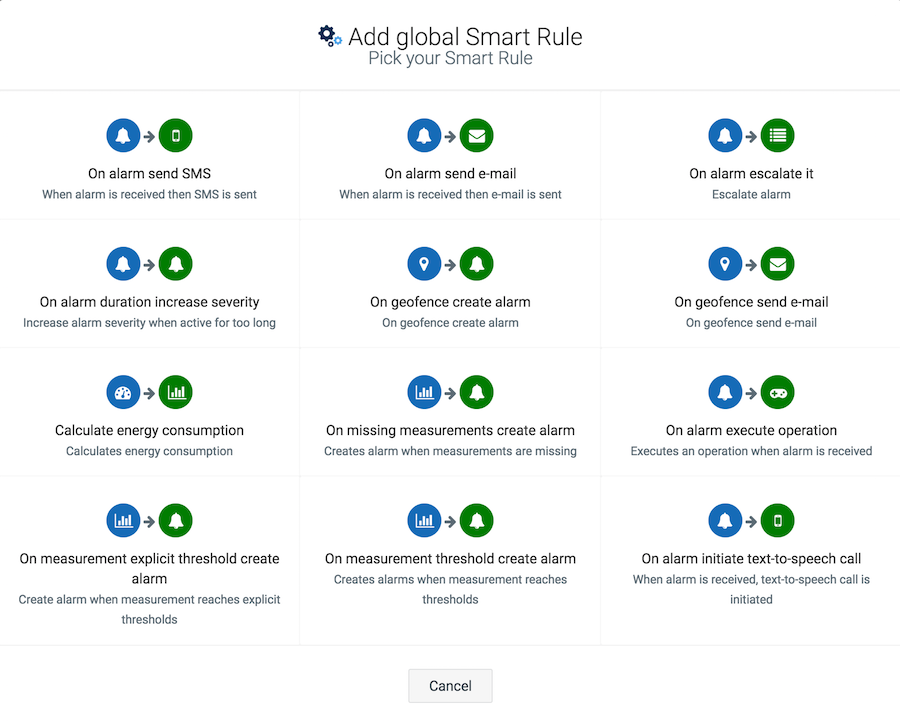 Add global Smart Rule
Pick your Smart Rule
On alarm send SMS
When alarm is received then SMS is sent
On alarm send e-mail
When alarm is received then e-mail is sent
On alarm escalate it
Escalate alarm
On alarm duration increase severity
Increase alarm severity when active for too long
On geofence create alarm
On geofence create alarm
On geofence send e-mail
On geofence send e-mail
Calculate energy consumption
Calculates energy consumption
On missing measurements create alarm
Creates alarm when measurements are missing
On alarm execute operation
Executes an operation when alarm is received
On measurement explicit threshold create
alarm
Create alarm when measurement reaches explicit
thresholds
On measurement threshold create alarm
Creates alarms when measurement reaches
thresholds
On alarm initiate text-to-speech call
When alarm is received, text-to-speech call is
initiated
Cancel